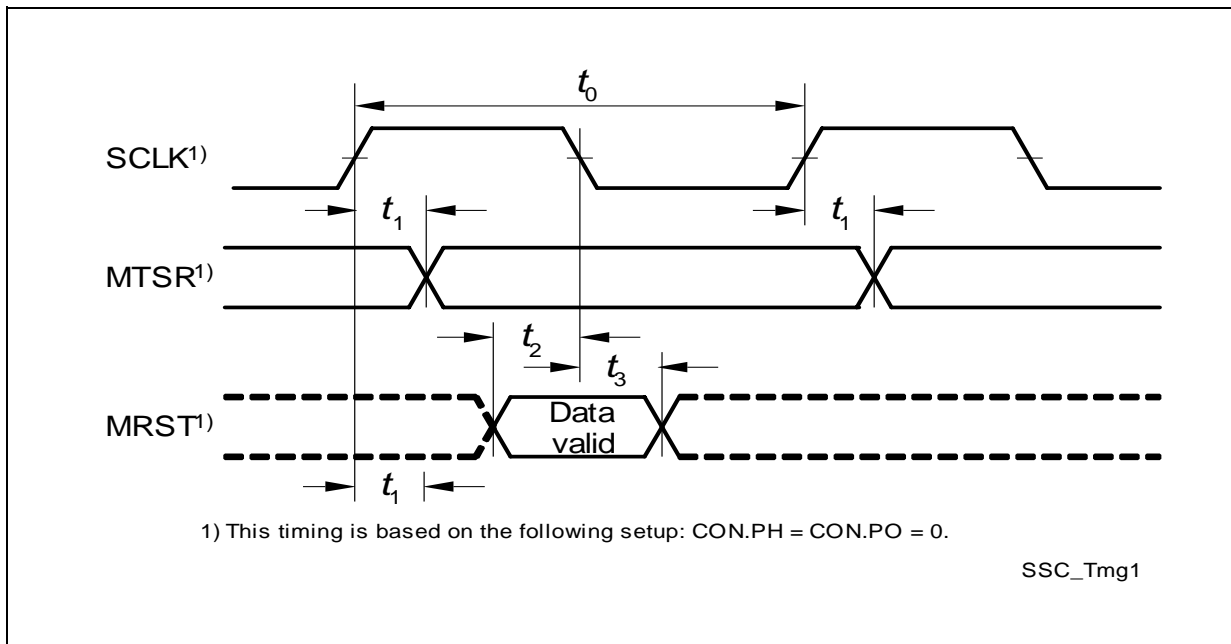 t0
SCLK1)
t1 t1
MTSR1)
t2
t3
MRST1)
Data
valid
t1
1) This timing is based on the following setup: CON.PH = CON.PO = 0.
SSC_Tmg1